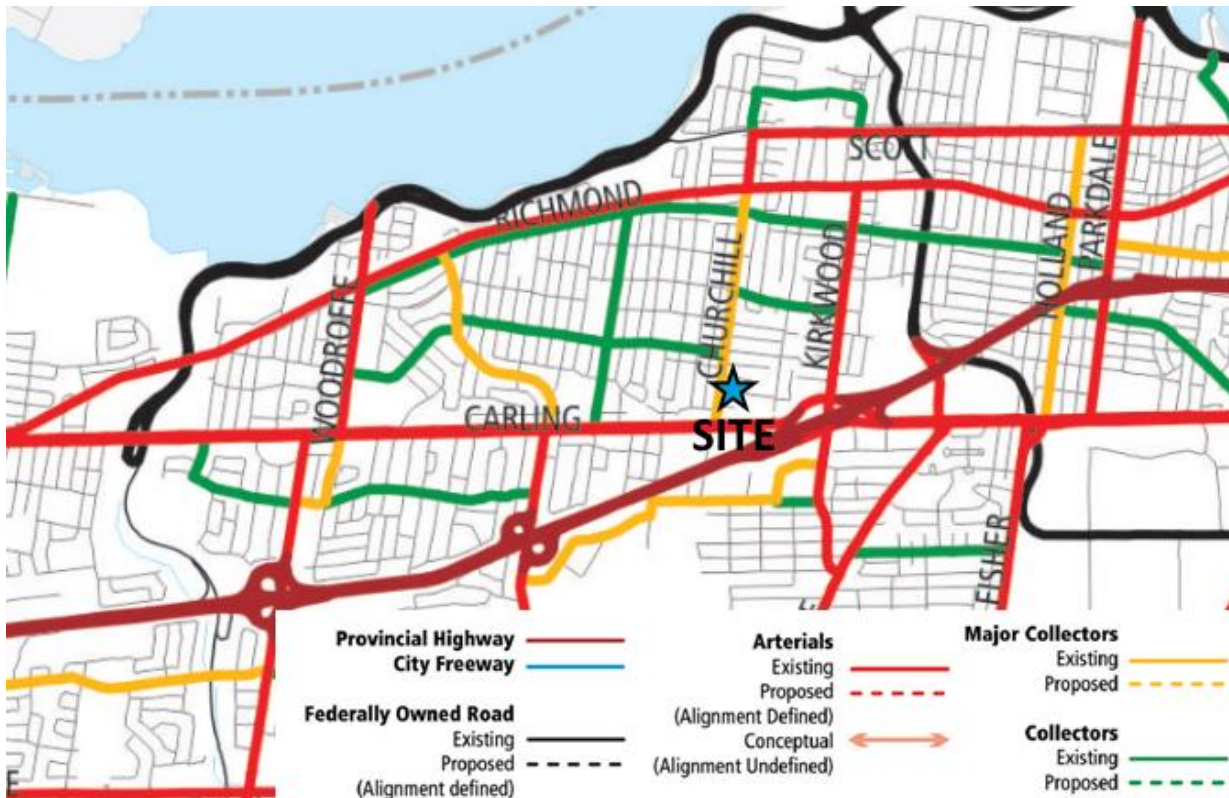 SCOTT
RICHMOND
HOLLAND
PARKDALE
CHURCHILL
KIRKWOOD
WOODROFFE
CARLING
SITE
FISHER
E
Provincial Highway
City Freeway
Federally Owned Road
Existing
Proposed
(Alignment defined)
Arterials
Existing
Proposed
(Alignment Defined)
Conceptual
(Alignment Undefined)
Major Collectors
Existing
Proposed
Collectors
Existing
Proposed